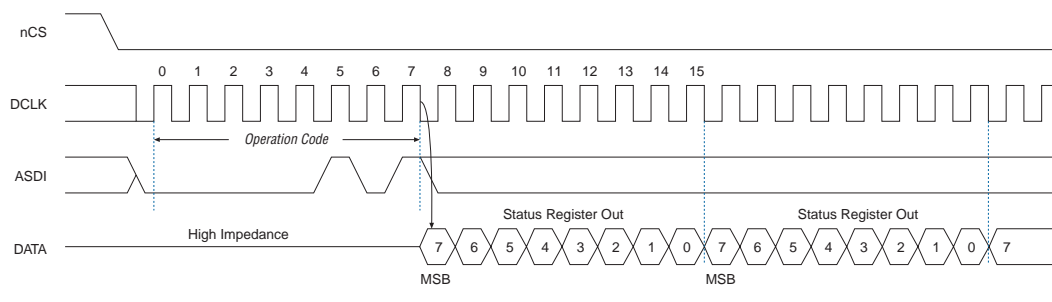 nCS
0 1 2 3 4 5 6 7 8 9 10 11 12 13 14 15
DCLK
Operation Code
ASDI
Status Register Out Status Register Out
High Impedance
DATA 7 6 5 4 3 2 1 0 7 6 5 4 3 2 1 0 7
MSB MSB